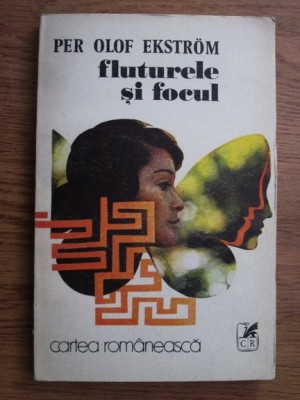 PER OLOF EKSTRÖM
fluturele
și focul
cartea românească
CR